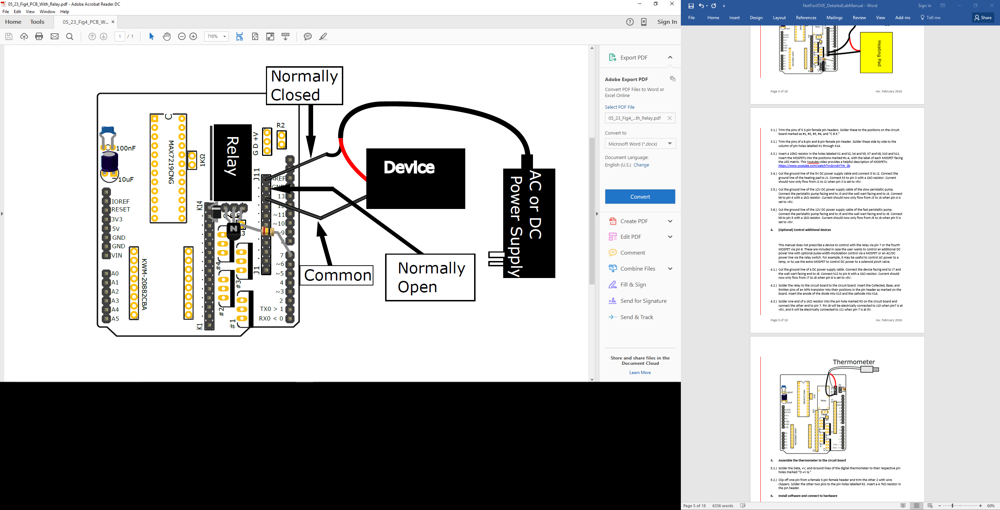 05_23_Fig4_PCB_With_Relay.pdf - Adobe Acrobat Reader DC
File Edit View Window Help
Home Tools 05_23_Fig4_PCB_W... × Sign In
1 / 1 710%
Normally
Closed
C
MAX7219CNG
100nF
10uF
1KΩ
Relay
G D +V
R2
J11
AREF
GND
13
12
~11
~10
~9
8
7
~6
~5
4
~3
2
TX0 > 1
RX0 < 0
IOREF
RESET
3V3
5V
GND
GND
VIN
A0
A1
A2
A3
A4
A5
KWM-20882CBA
K14
K1
N
#4
#3
#2
#1
J1
Device
AC or DC
Power Supply
Common
Normally
Open
Export PDF
Adobe Export PDF
Convert PDF Files to Word or
Excel Online
Select PDF File
05_23_Fig4_...th_Relay.pdf
Convert to
Microsoft Word (*.docx)
Document Language:
English (U.S.) Change
Convert
Create PDF
Edit PDF
Comment
Combine Files
Fill & Sign
Send for Signature
Send & Track
Store and share files in the
Document Cloud
Learn More
NotForJOVE_DetailedLabManual - Word
Sign in
File Home Insert Design Layout References Mailings Review View Add-ins Tell me Share
Heating Pad
Page 4 of 18 rev. February 2016
3.1.) Trim the pins of 5 3-pin female pin headers. Solder these to the positions on the circuit
board marked as #1, #2, #3, #4, and “C B E.”
3.2.) Trim the pins of a 6-pin and 8-pin female pin header. Solder these side by side to the
column of pin holes labelled K1 through K14.
3.3.) Insert a 10kΩ resistor in the holes labeled K1 and k2, k4 and k5, k7 and k8, k10 and k11.
Insert the MOSFETs into the positions marked #1-4, with the label of each MOSFET facing
the LED matrix. This Youtube video provides a helpful description of MOSFETs:
https://www.youtube.com/watch?v=GrvvkYTW_0k.
3.4.) Cut the ground line of the 5V DC power supply cable and connect it to J2. Connect the
ground line of the heating pad to J1. Connect k3 to pin 3 with a 1kΩ resistor. Current
should now only flow from J1 to J2 when pin 3 is set to +5V.
3.5.) Cut the ground line of the 12V DC power supply cable of the slow peristaltic pump.
Connect the peristaltic pump facing end to J3 and the wall wart facing end to J4. Connect
k6 to pin 4 with a 1kΩ resistor. Current should now only flow from J3 to J4 when pin 4 is
set to +5V.
3.6.) Cut the ground line of the 12V DC power supply cable of the fast peristaltic pump.
Connect the peristaltic pump facing end to J5 and the wall wart facing end to J6. Connect
k9 to pin 5 with a 1kΩ resistor. Current should now only flow from J5 to J6 when pin 5 is
set to +5V.
4. (Optional) Control additional devices
This manual does not prescribe a device to control with the relay via pin 7 or the fourth
MOSFET via pin 6. These are included in case the user wants to control an additional DC
power line with optional pulse-width-modulation control via a MOSFET or an AC/DC
power line via the relay switch. For example, it may be useful to control AC power to a
lamp, or to use the extra MOSFET to control DC power to a solenoid pinch valve.
4.1.) Cut the ground line of a DC power supply cable. Connect the device facing end to J7 and
the wall wart facing end to J8. Connect k12 to pin 6 with a 1kΩ resistor. Current should
now only flow from J7 to J8 when pin 6 is set to +5V.
4.2.) Solder the relay to the circuit board to the circuit board. Insert the Collected, Base, and
Emitter pins of an NPN transistor into their positions in the pin header as marked on the
board. Insert the anode of the diode into K13 and the cathode into K14.
4.3.) Solder one end of a 1kΩ resistor into the pin hole marked R3 on the circuit board and
connect the other end to pin 7. Pin J9 will be electrically connected to J10 when pin7 is at
+5V, and it will be electrically connected to J11 when pin 7 is at 0V.
Page 5 of 18 rev. February 2016
Thermometer
Relay
5. Assemble the thermometer to the circuit board
5.1.) Solder the Data, +V, and Ground lines of the digital thermometer to their respective pin
holes marked “D +V G.”
5.2.) Clip off one pin from a female 3-pin female header and trim the other 2 with wire
clippers. Solder the other two pins to the pin holes labelled R2. Insert a 4.7kΩ resistor in
the pin header.
6. Install software and connect to hardware
Page 5 of 18 6336 words 60%